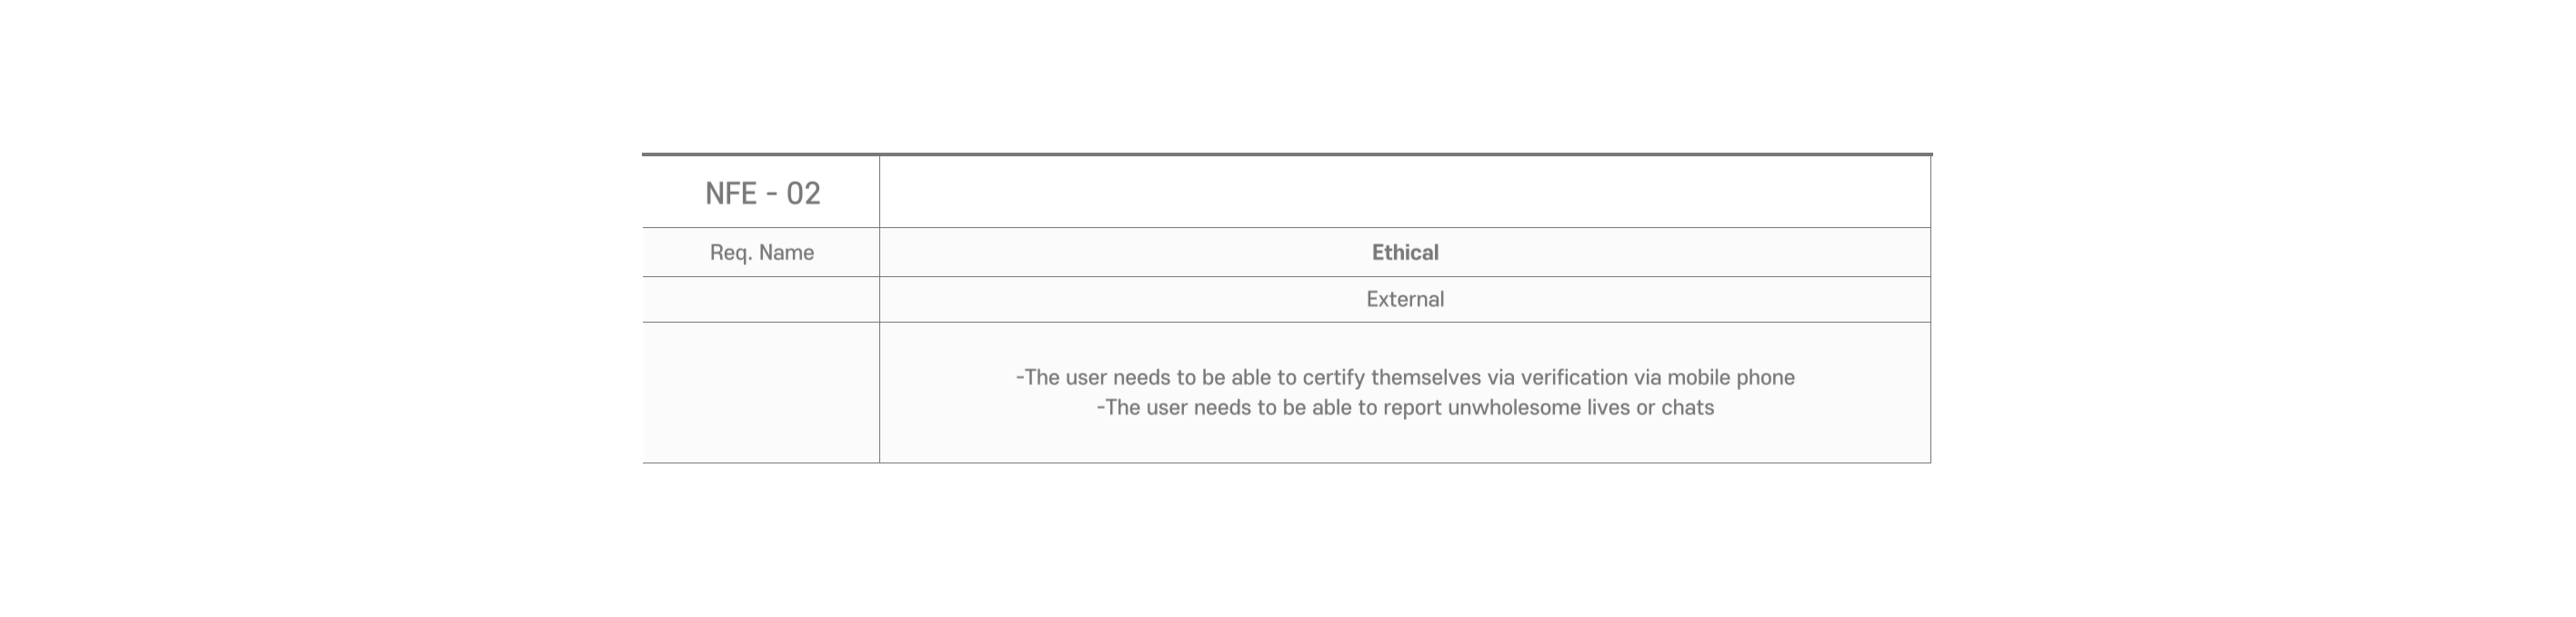 NFE - 02
Req. Name
Ethical
External
-The user needs to be able to certify themselves via verification via mobile phone
-The user needs to be able to report unwholesome lives or chats